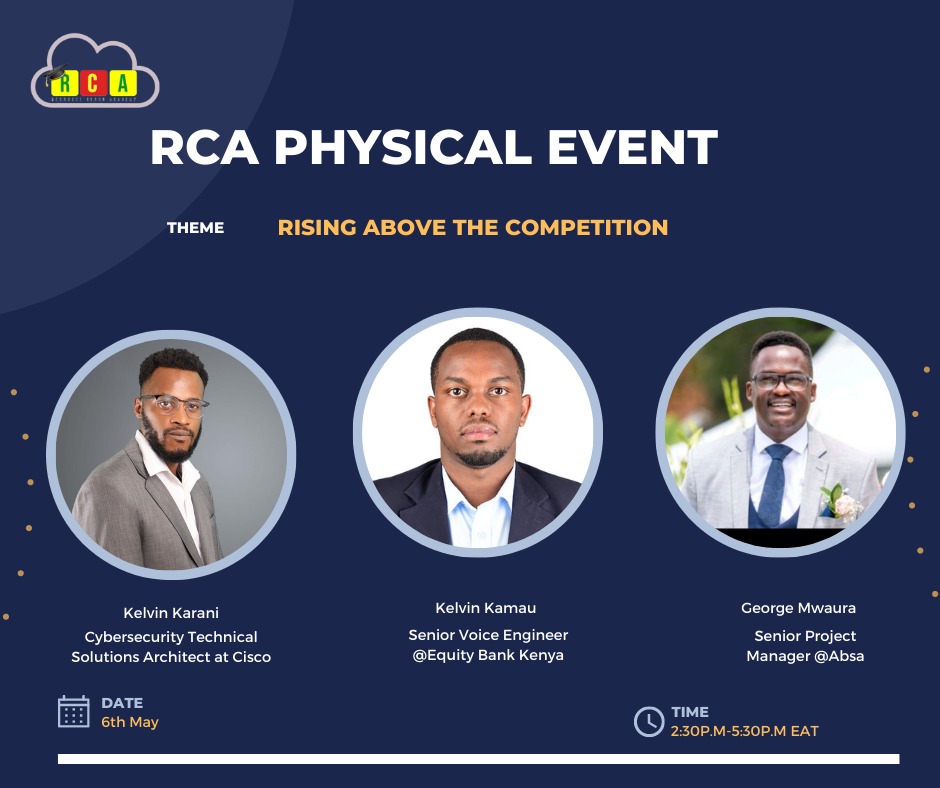 R C A
RCA PHYSICAL EVENT
THEME
RISING ABOVE THE COMPETITION
Kelvin Karani
Cybersecurity Technical
Solutions Architect at Cisco
Kelvin Kamau
Senior Voice Engineer
@Equity Bank Kenya
George Mwaura
Senior Project
Manager @Absa
DATE
6th May
TIME
2:30P.M-5:30P.M EAT